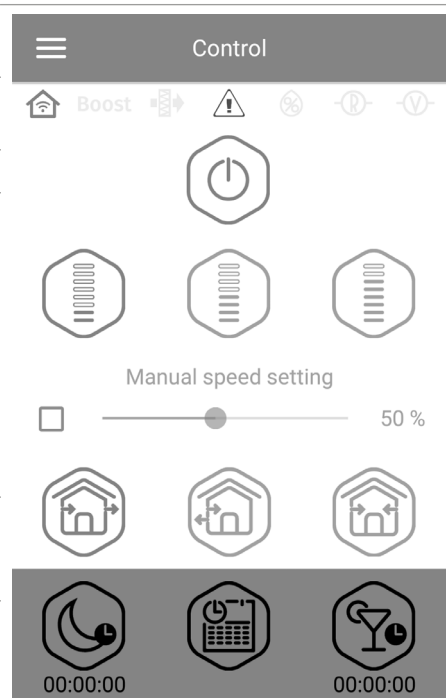 Control
Boost % R V
Manual speed setting
50 %
00:00:00 00:00:00